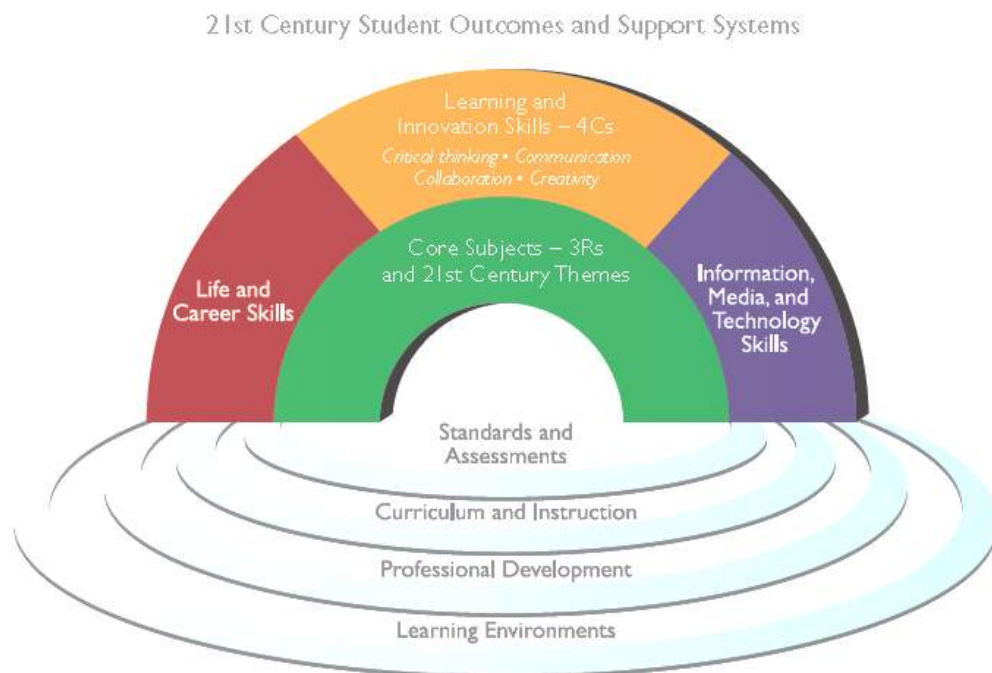 21st Century Student Outcomes and Support Systems
Learning and
Innovation Skills – 4Cs
Critical thinking • Communication
Collaboration • Creativity
Core Subjects – 3Rs
and 21st Century Themes
Life and
Career Skills
Information,
Media, and
Technology
Skills
Standards and
Assessments
Curriculum and Instruction
Professional Development
Learning Environments